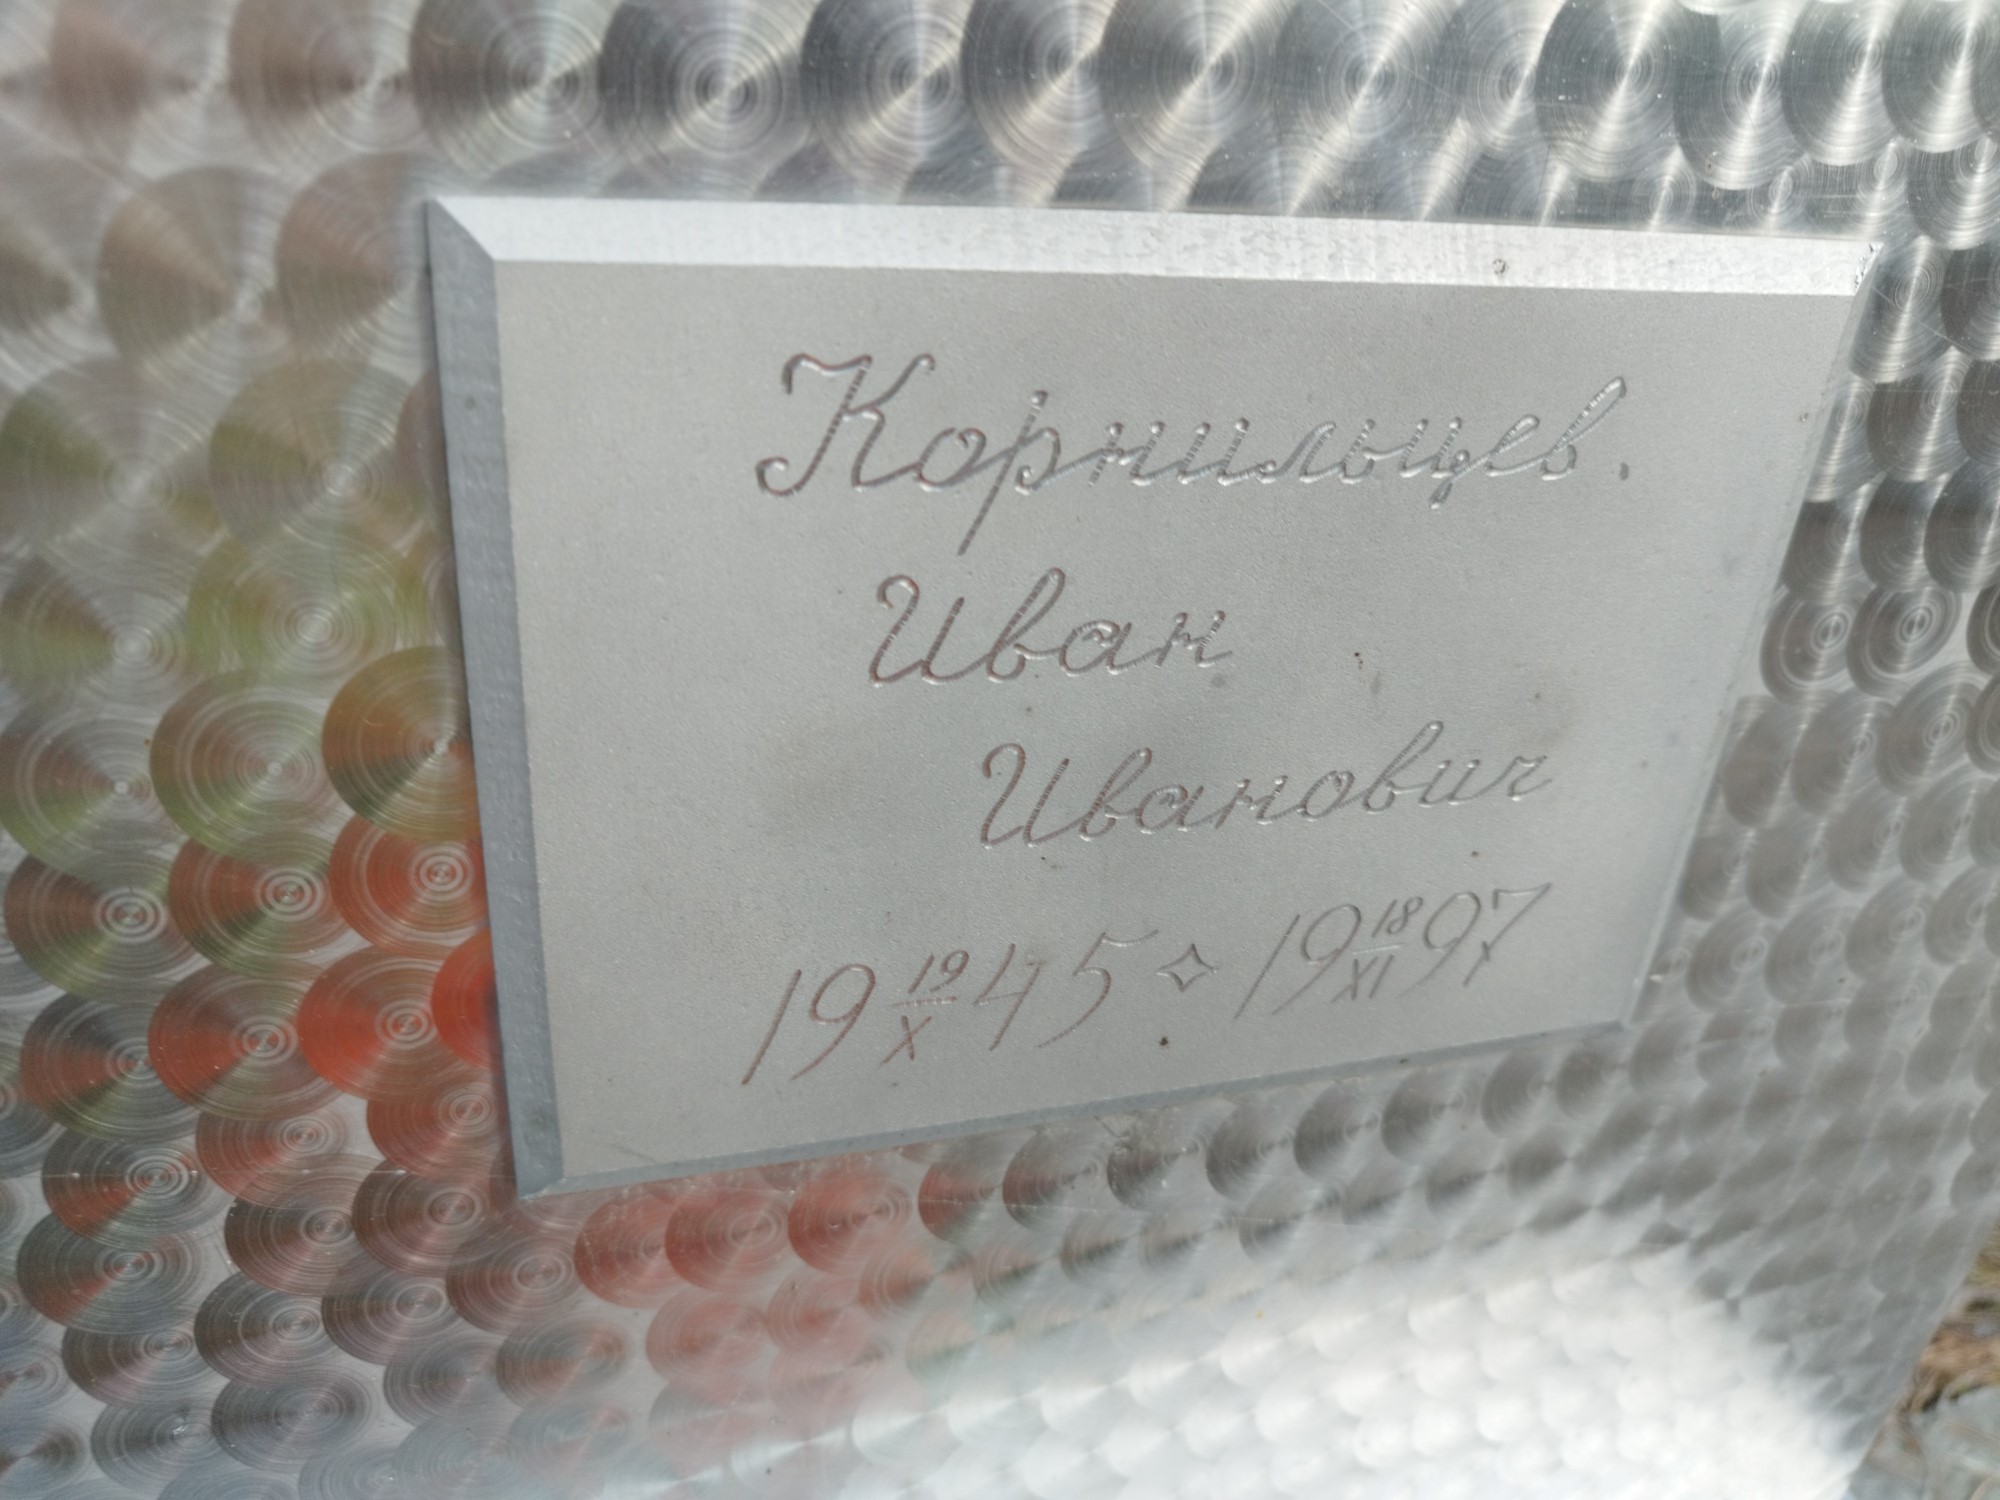 Корнильцев.
Иван
Иванович
19 19/X 45 ✧ 19 18/XI 97